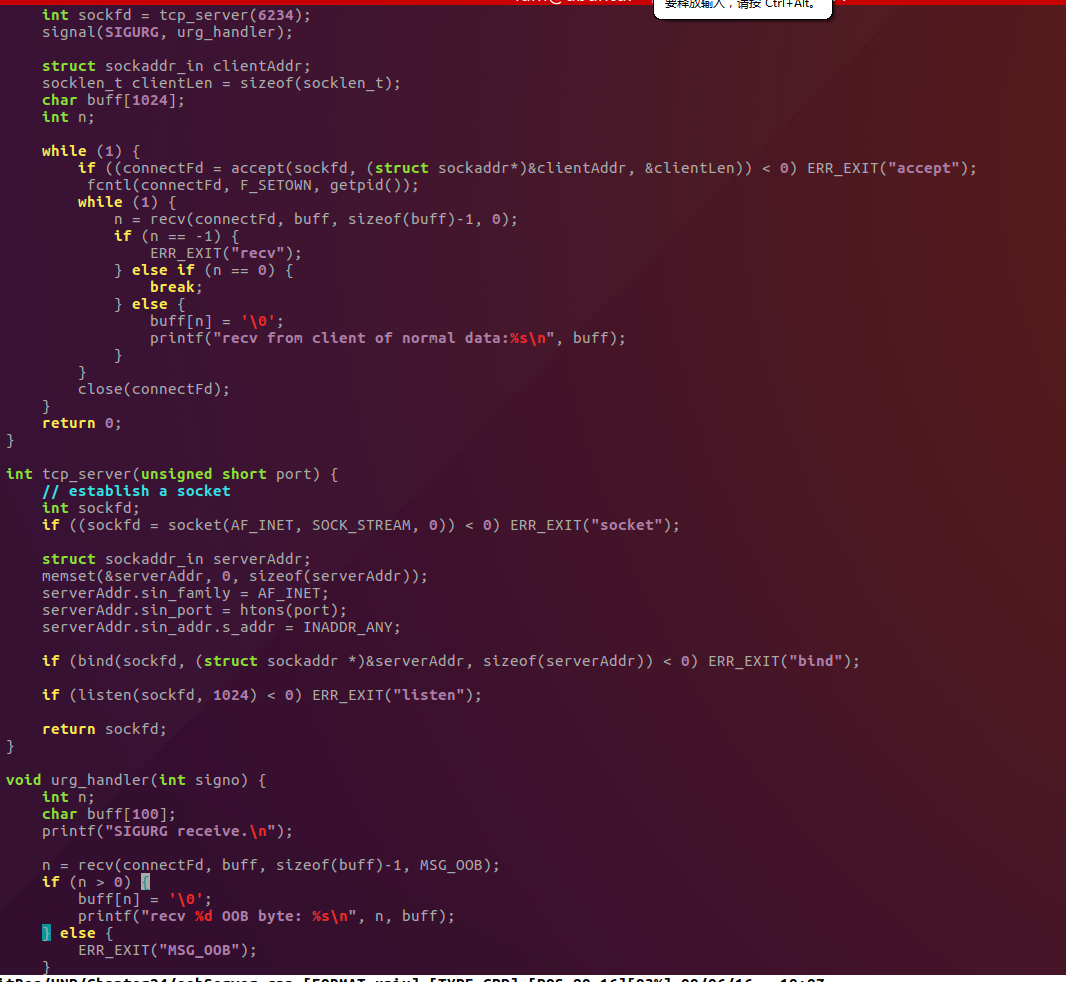 要释放输入，请按 Ctrl+Alt。
int sockfd = tcp_server(6234);
signal(SIGURG, urg_handler);
struct sockaddr_in clientAddr;
socklen_t clientLen = sizeof(socklen_t);
char buff[1024];
int n;
while (1) {
if ((connectFd = accept(sockfd, (struct sockaddr*)&clientAddr, &clientLen)) < 0) ERR_EXIT("accept");
fcntl(connectFd, F_SETOWN, getpid());
while (1) {
n = recv(connectFd, buff, sizeof(buff)-1, 0);
if (n == -1) {
ERR_EXIT("recv");
} else if (n == 0) {
break;
} else {
buff[n] = '\0';
printf("recv from client of normal data:%s\n", buff);
}
}
close(connectFd);
}
return 0;
}
int tcp_server(unsigned short port) {
// establish a socket
int sockfd;
if ((sockfd = socket(AF_INET, SOCK_STREAM, 0)) < 0) ERR_EXIT("socket");
struct sockaddr_in serverAddr;
memset(&serverAddr, 0, sizeof(serverAddr));
serverAddr.sin_family = AF_INET;
serverAddr.sin_port = htons(port);
serverAddr.sin_addr.s_addr = INADDR_ANY;
if (bind(sockfd, (struct sockaddr *)&serverAddr, sizeof(serverAddr)) < 0) ERR_EXIT("bind");
if (listen(sockfd, 1024) < 0) ERR_EXIT("listen");
return sockfd;
}
void urg_handler(int signo) {
int n;
char buff[100];
printf("SIGURG receive.\n");
n = recv(connectFd, buff, sizeof(buff)-1, MSG_OOB);
if (n > 0) {
buff[n] = '\0';
printf("recv %d OOB byte: %s\n", n, buff);
} else {
ERR_EXIT("MSG_OOB");
}